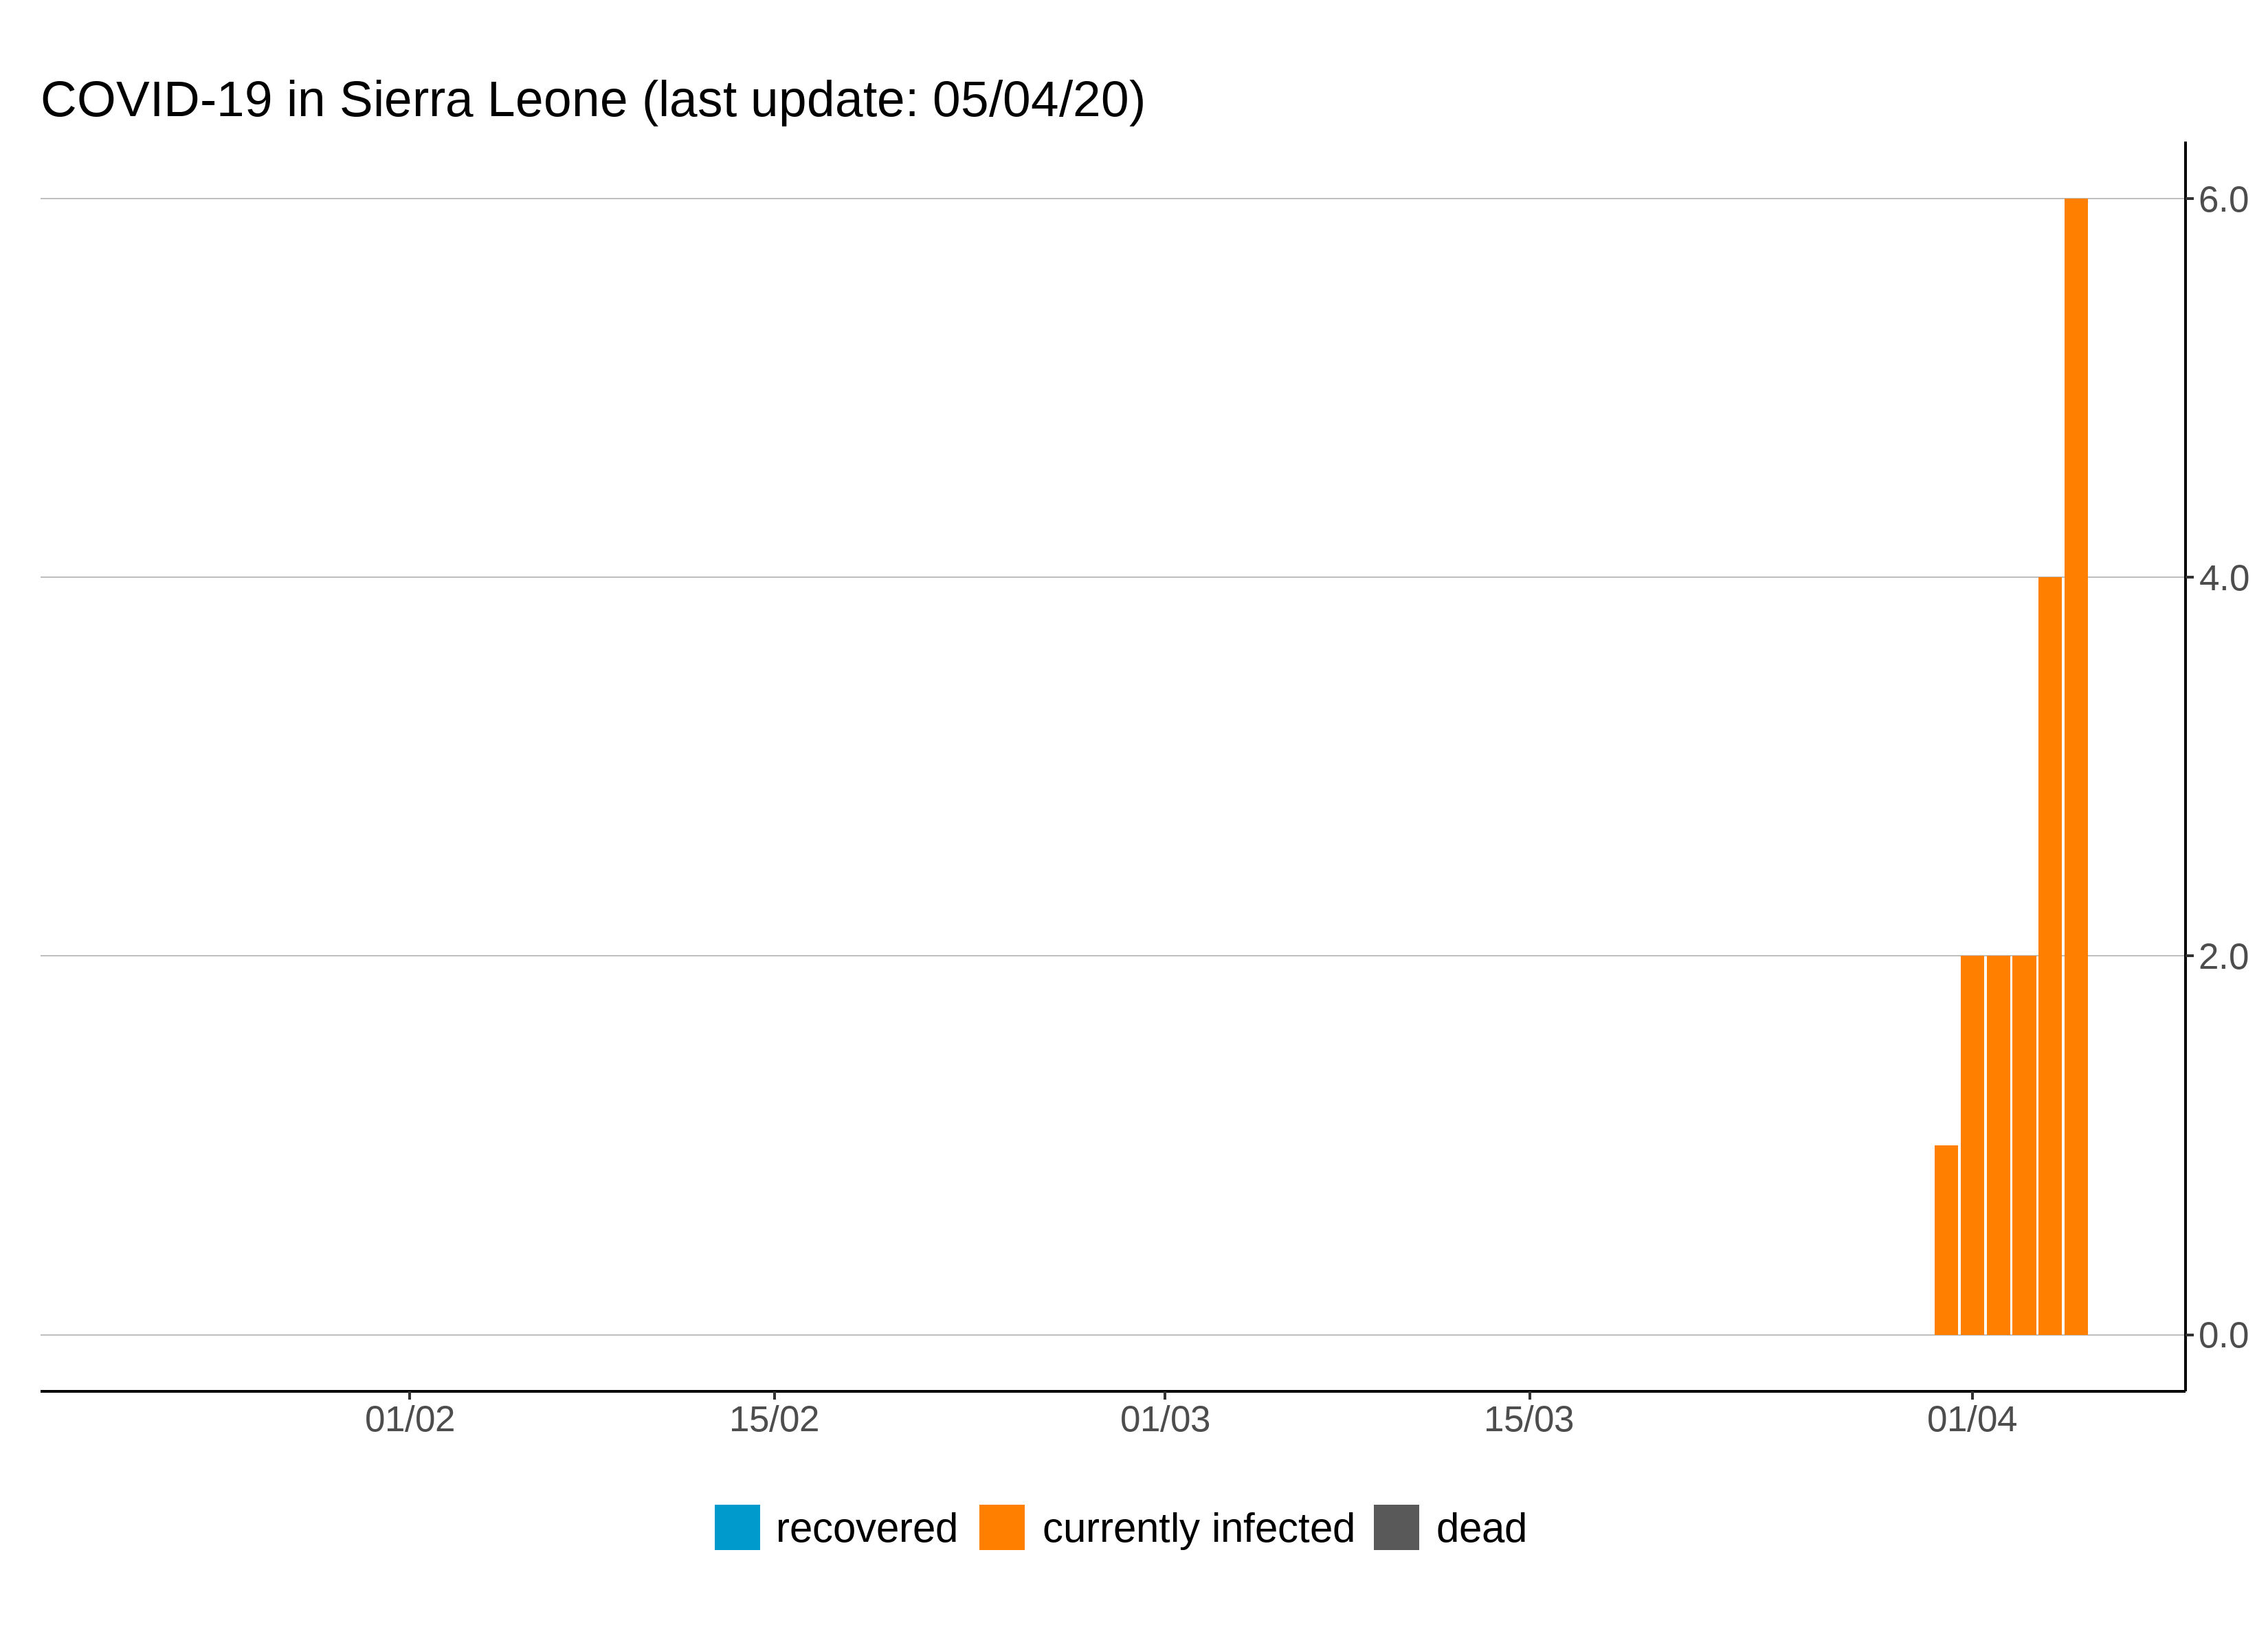 COVID-19 in Sierra Leone (last update: 05/04/20)
6.0
4.0
2.0
0.0
01/02 15/02 01/03 15/03 01/04
recovered currently infected dead